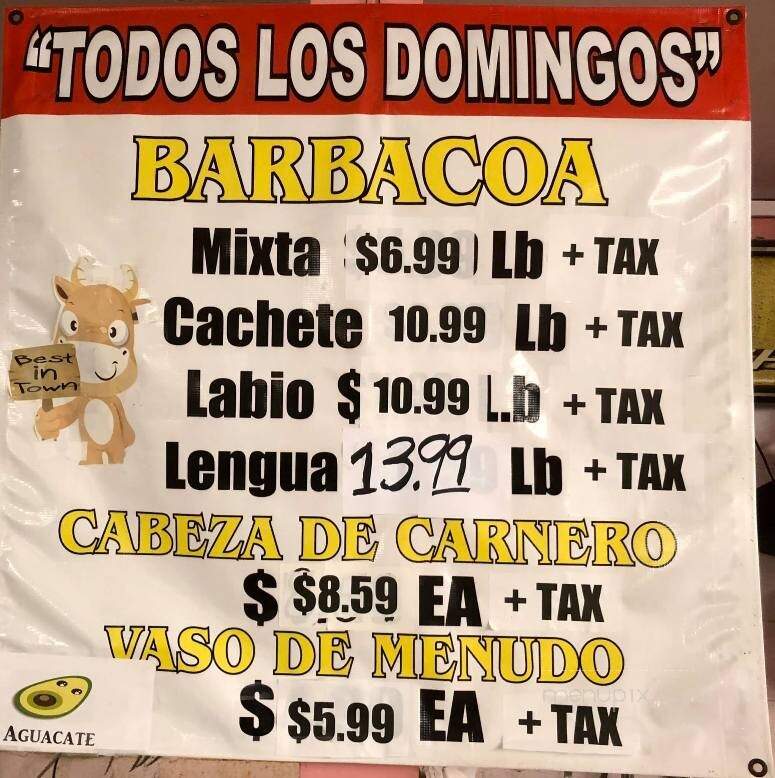 "TODOS LOS DOMINGOS"
BARBACOA
Mixta $6.99 Lb + TAX
Cachete 10.99 Lb + TAX
Best
in
Town
Labio $ 10.99 Lb + TAX
Lengua 13.99 Lb + TAX
CABEZA DE CARNERO
$ $8.59 EA + TAX
VASO DE MENUDO
$ $5.99 EA + TAX
AGUACATE
menupix